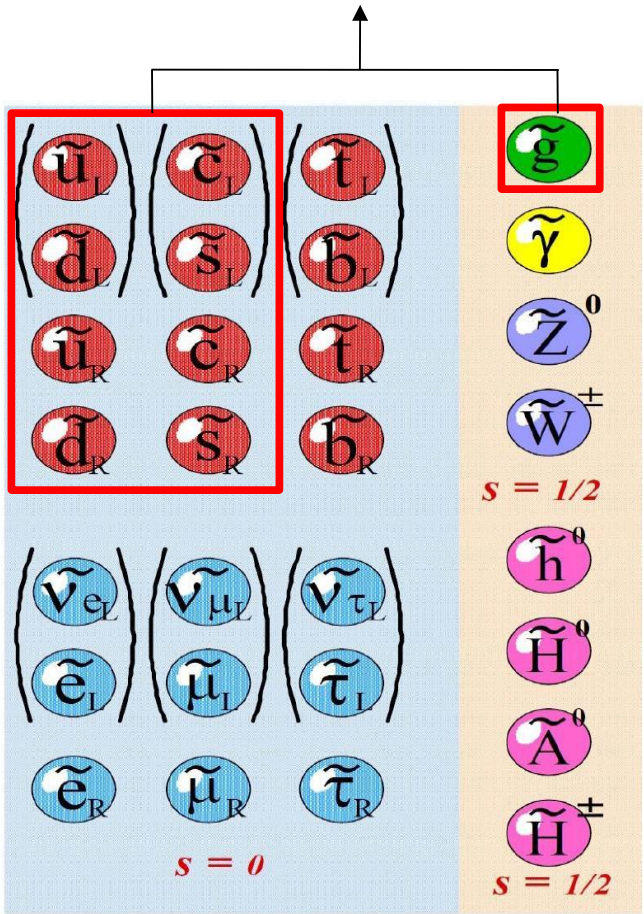 ũL c̃L t̃L g̃
d̃L s̃L b̃L γ̃
ũR c̃R t̃R Z̃⁰
d̃R s̃R b̃R W̃±
s = 1/2
ν̃eL ν̃μL ν̃τL h̃⁰
ẽL μ̃L τ̃L H̃⁰
Ã⁰
ẽR μ̃R τ̃R H̃±
s = 0
s = 1/2